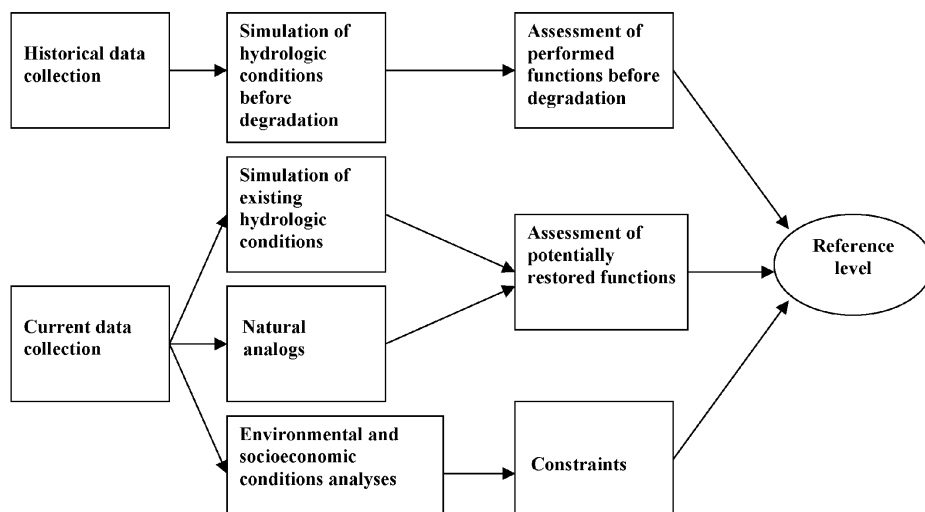 Historical data
collection
Simulation of
hydrologic
conditions
before
degradation
Assessment of
performed
functions before
degradation
Simulation of
existing
hydrologic
conditions
Assessment of
potentially
restored functions
Reference
level
Current data
collection
Natural
analogs
Environmental and
socioeconomic
conditions analyses
Constraints